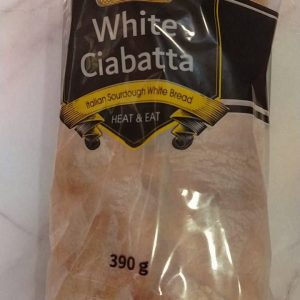 White
Ciabatta
Italian Sourdough White Bread
HEAT & EAT
390 g